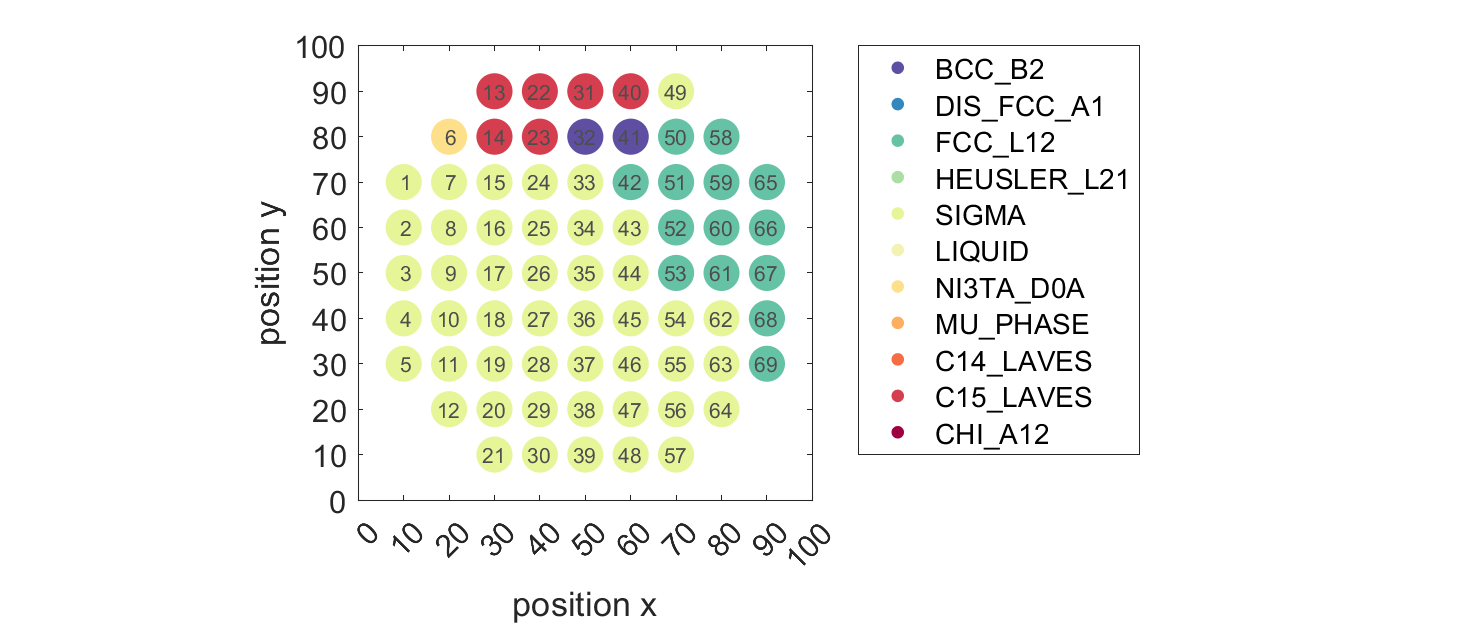 100
90
80
70
60
50
40
30
20
10
0
position y
13 22 31 40 49
6 14 23 32 41 50 58
1 7 15 24 33 42 51 59 65
2 8 16 25 34 43 52 60 66
3 9 17 26 35 44 53 61 67
4 10 18 27 36 45 54 62 68
5 11 19 28 37 46 55 63 69
12 20 29 38 47 56 64
21 30 39 48 57
0 10 20 30 40 50 60 70 80 90 100
position x
BCC_B2
DIS_FCC_A1
FCC_L12
HEUSLER_L21
SIGMA
LIQUID
NI3TA_D0A
MU_PHASE
C14_LAVES
C15_LAVES
CHI_A12